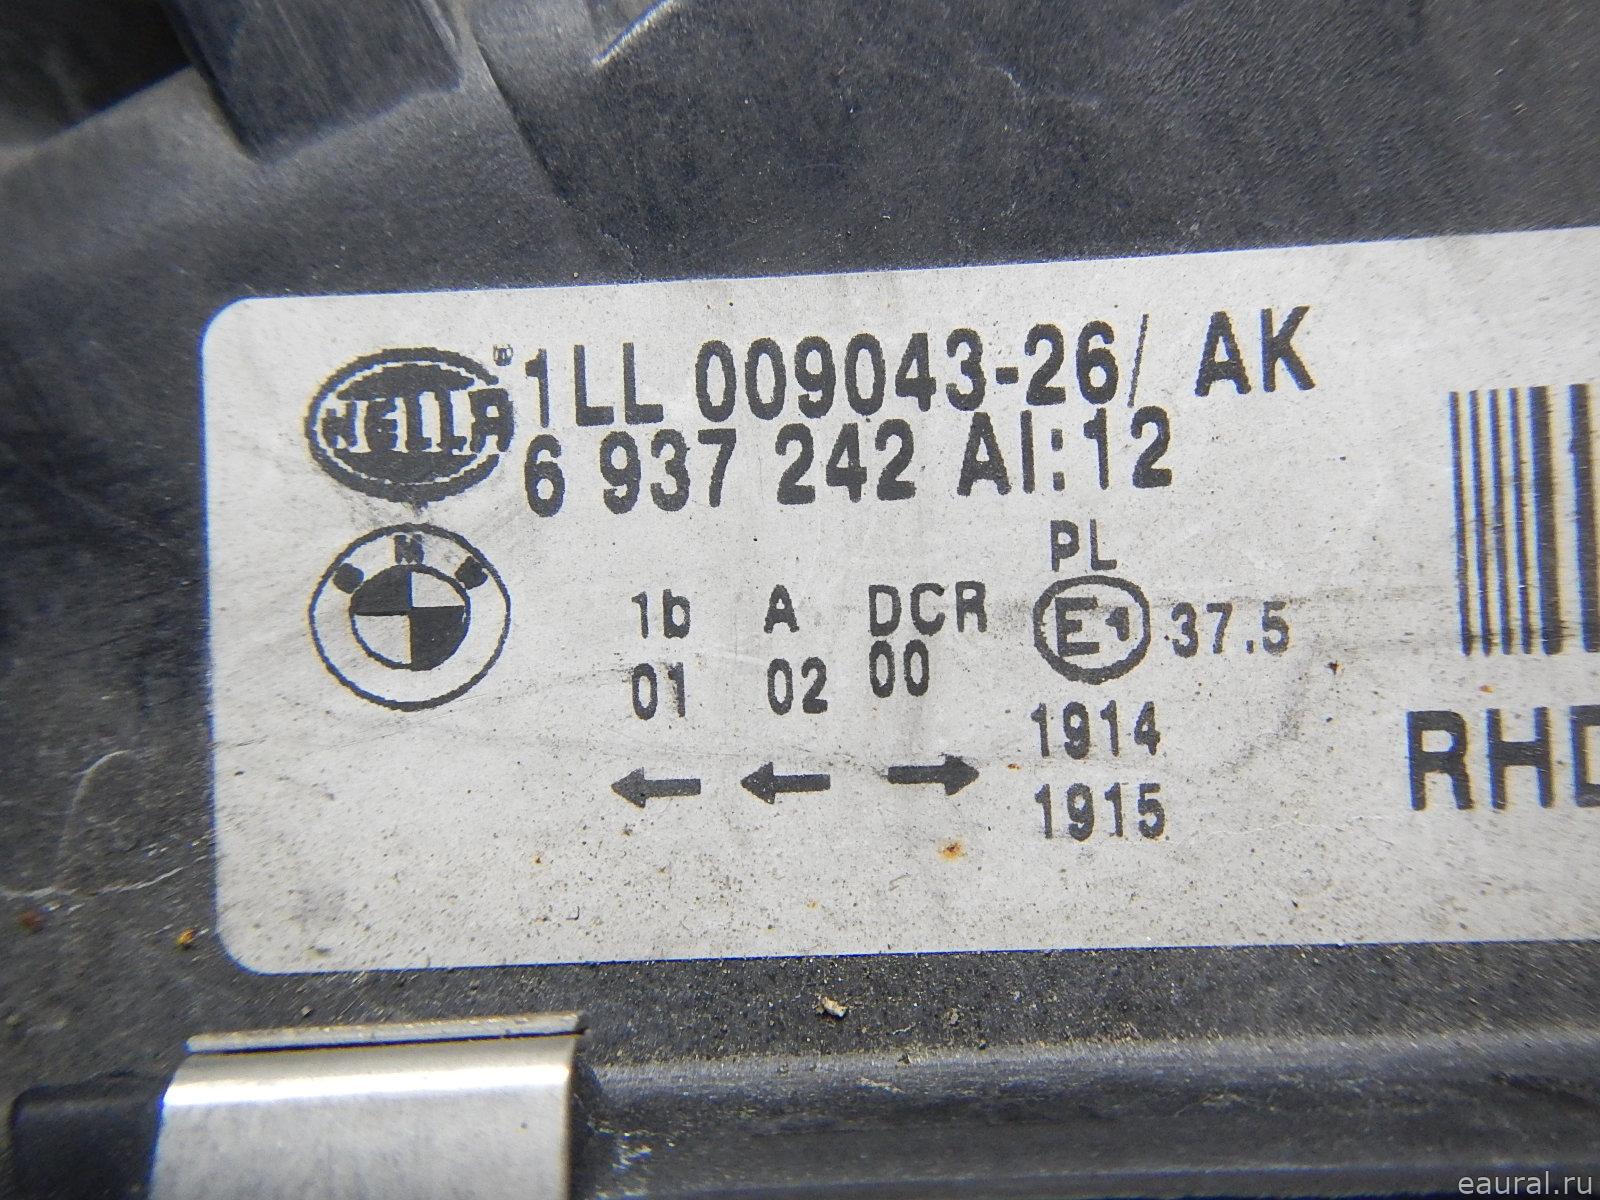 HELLA ® 1LL 009043-26/ AK
6 937 242 AI:12
BMW
PL
1b A DCR E1 37.5
01 02 00
1914
← ← →
1915
RHD
eaural.ru